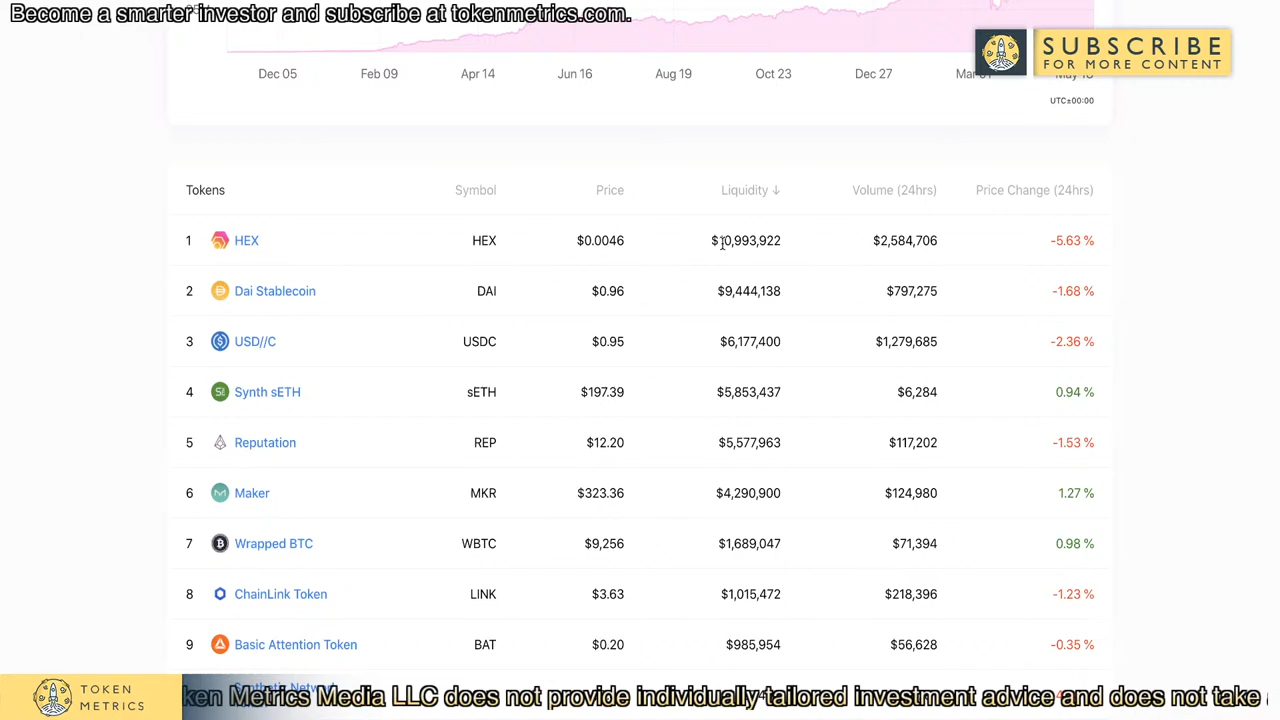 Become a smarter investor and subscribe at tokenmetrics.com.
SUBSCRIBE
FOR MORE CONTENT
Dec 05 Feb 09 Apr 14 Jun 16 Aug 19 Oct 23 Dec 27 Mar May 18
UTC±00:00
Tokens Symbol Price Liquidity ↓ Volume (24hrs) Price Change (24hrs)
1 HEX HEX $0.0046 $10,993,922 $2,584,706 -5.63 %
2 Dai Stablecoin DAI $0.96 $9,444,138 $797,275 -1.68 %
3 USD//C USDC $0.95 $6,177,400 $1,279,685 -2.36 %
4 Synth sETH sETH $197.39 $5,853,437 $6,284 0.94 %
5 Reputation REP $12.20 $5,577,963 $117,202 -1.53 %
6 Maker MKR $323.36 $4,290,900 $124,980 1.27 %
7 Wrapped BTC WBTC $9,256 $1,689,047 $71,394 0.98 %
8 ChainLink Token LINK $3.63 $1,015,472 $218,396 -1.23 %
9 Basic Attention Token BAT $0.20 $985,954 $56,628 -0.35 %
TOKEN
METRICS
ken Metrics Media LLC does not provide individually tailored investment advice and does not take